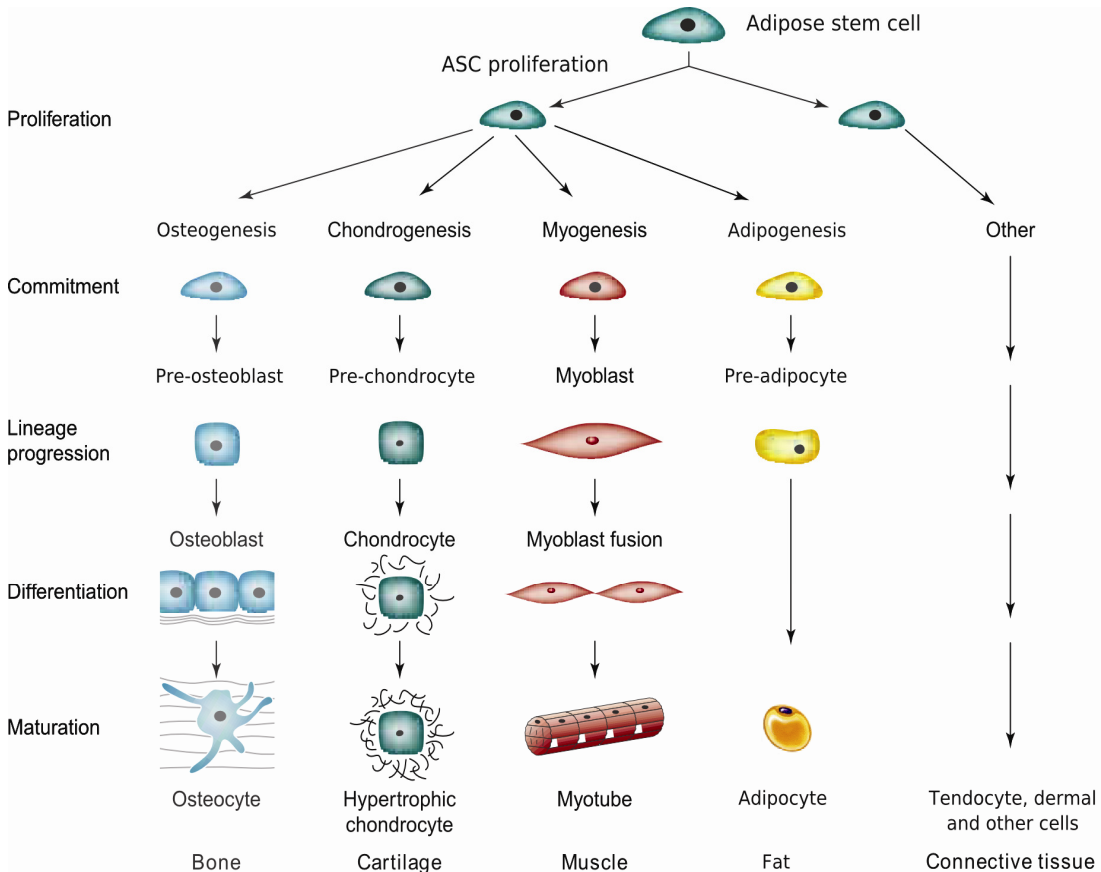 Adipose stem cell
ASC proliferation
Proliferation
Osteogenesis
Chondrogenesis
Myogenesis
Adipogenesis
Other
Commitment
Pre-osteoblast
Pre-chondrocyte
Myoblast
Pre-adipocyte
Lineage
progression
Osteoblast
Chondrocyte
Myoblast fusion
Differentiation
Maturation
Osteocyte
Hypertrophic
chondrocyte
Myotube
Adipocyte
Tendocyte, dermal
and other cells
Bone
Cartilage
Muscle
Fat
Connective tissue